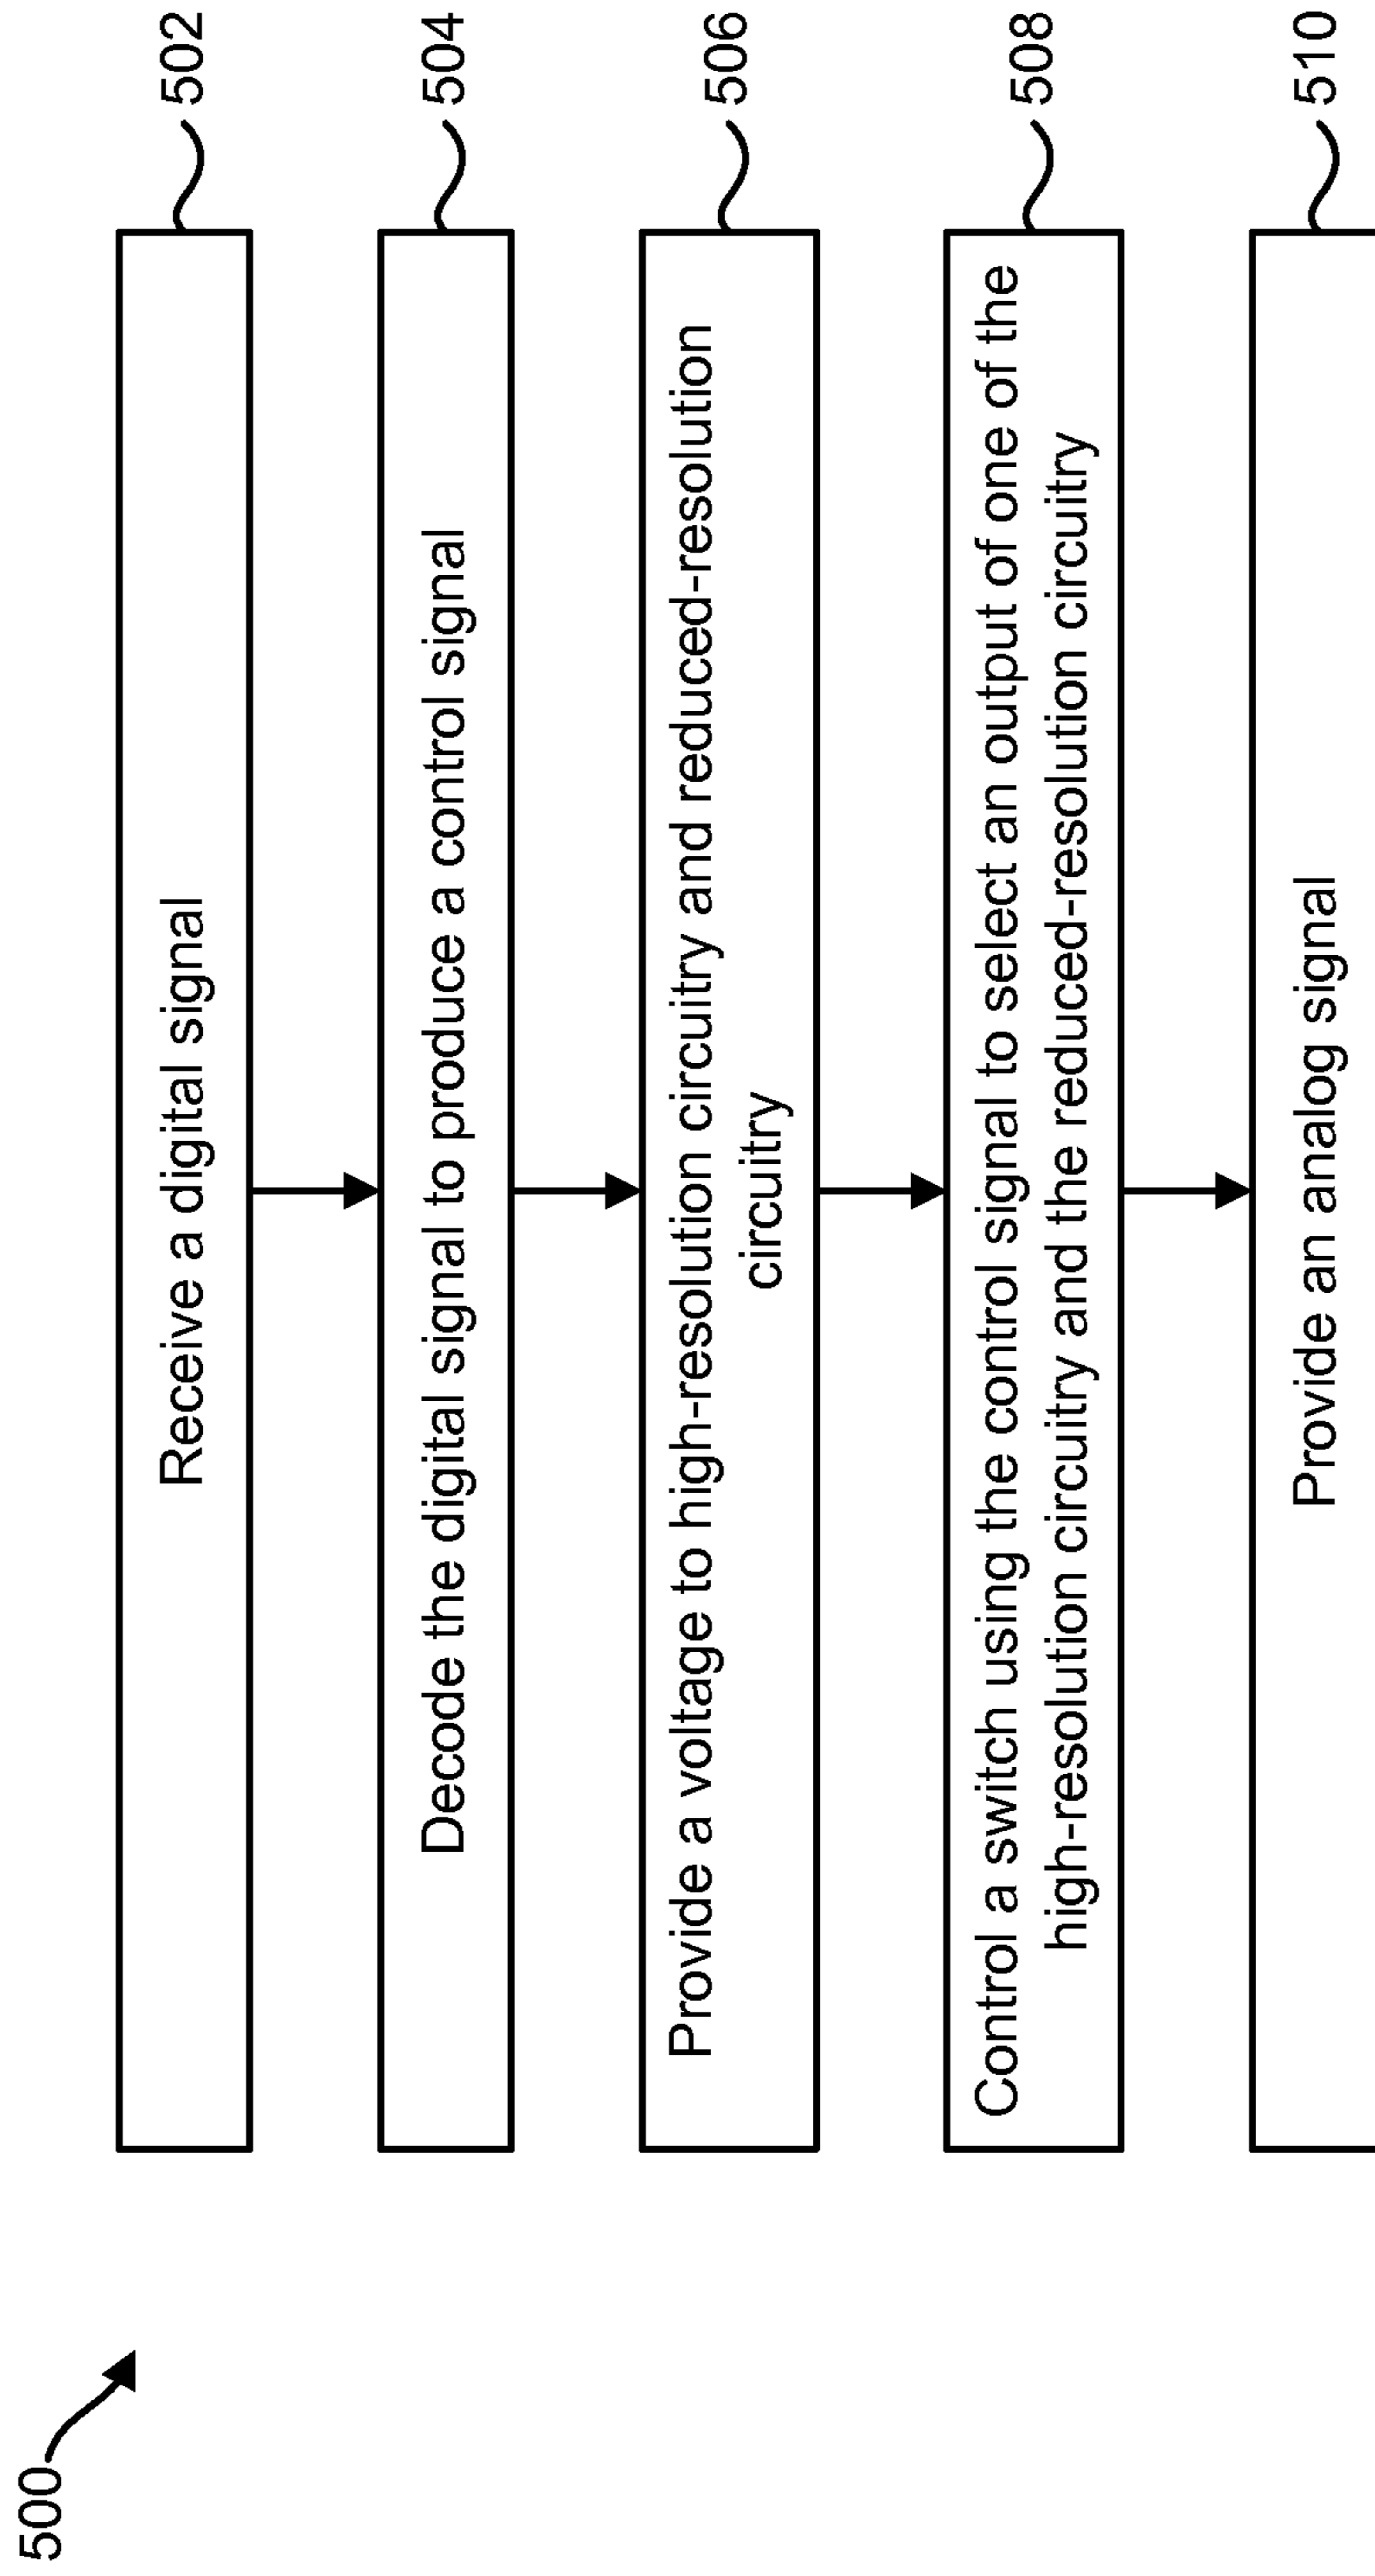 500
Receive a digital signal
502
Decode the digital signal to produce a control signal
504
Provide a voltage to high-resolution circuitry and reduced-resolution
circuitry
506
Control a switch using the control signal to select an output of one of the
high-resolution circuitry and the reduced-resolution circuitry
508
Provide an analog signal
510